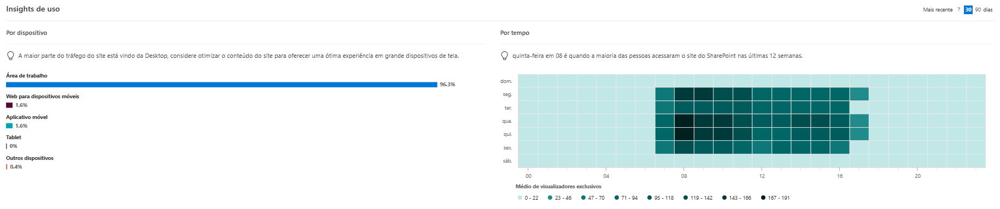 Insights de uso
Mais recente 7 30 90 dias
Por dispositivo
A maior parte do tráfego do site está vindo da Desktop, considere otimizar o conteúdo do site para oferecer uma ótima experiência em grande dispositivos de tela.
Área de trabalho
96.3%
Web para dispositivos móveis
1.6%
Aplicativo móvel
1.6%
Tablet
0%
Outros dispositivos
0.4%
Por tempo
quinta-feira em 08 é quando a maioria das pessoas acessaram o site do SharePoint nas últimas 12 semanas.
dom.
seg.
ter.
qua.
qui.
sex.
sáb.
00 04 08 12 16 20
Médio de visualizadores exclusivos
0 - 22 23 - 46 47 - 70 71 - 94 95 - 118 119 - 142 143 - 166 167 - 191